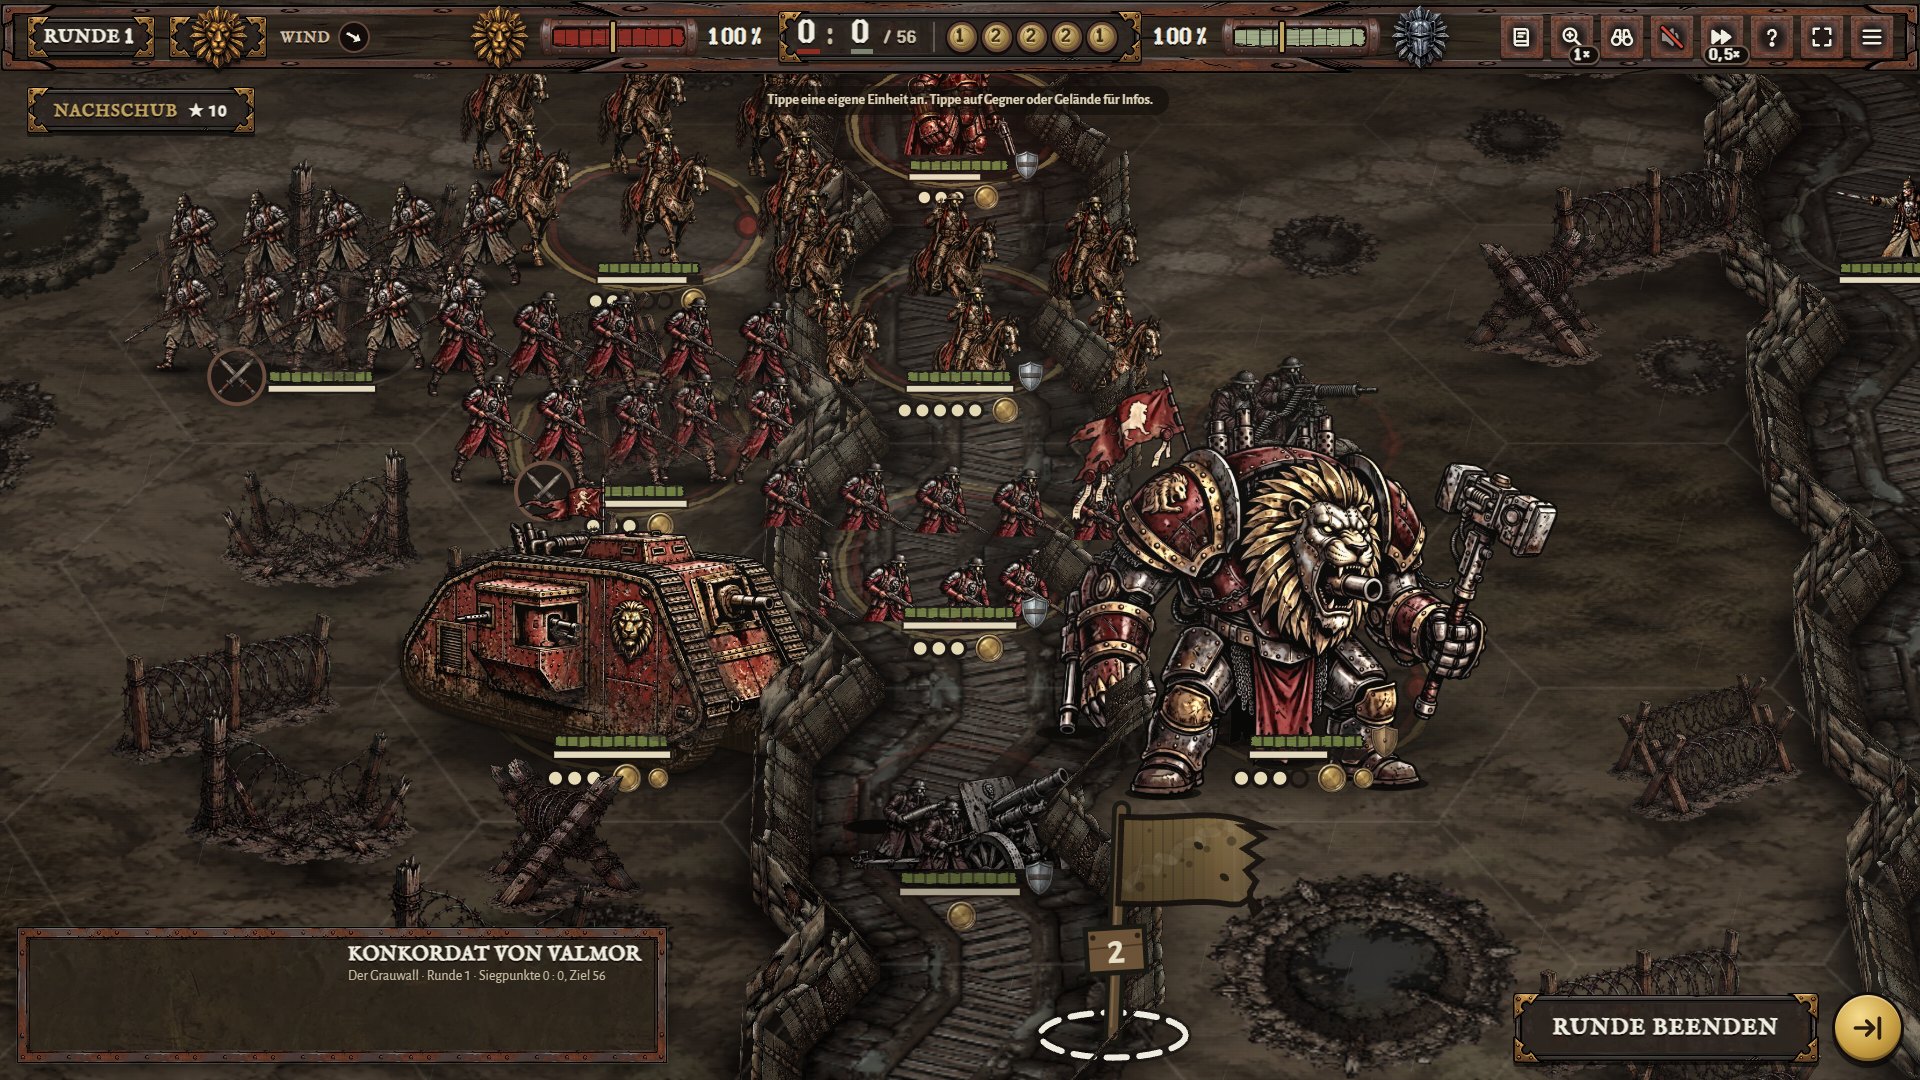 RUNDE 1
WIND
100%
0 : 0 / 56
1 2 2 2 1
100%
1×
0,5×
?
NACHSCHUB ★ 10
Tippe eine eigene Einheit an. Tippe auf Gegner oder Gelände für Infos.
2
KONKORDAT VON VALMOR
Der Grauwall · Runde 1 · Siegpunkte 0 : 0, Ziel 56
RUNDE BEENDEN